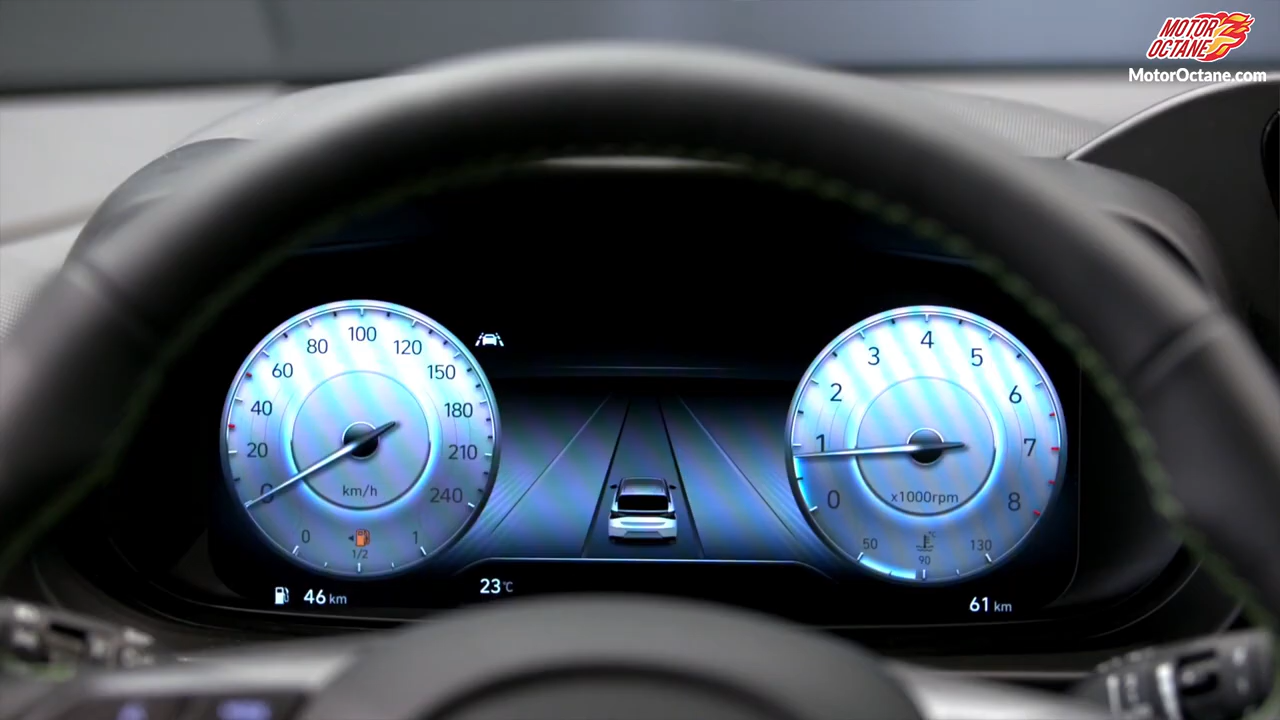 MOTOR
OCTANE
MotorOctane.com
0
20
40
60
80
100
120
150
180
210
240
km/h
0
1/2
1
0
1
2
3
4
5
6
7
8
x1000rpm
50
°C
90
130
46 km
23°C
61 km